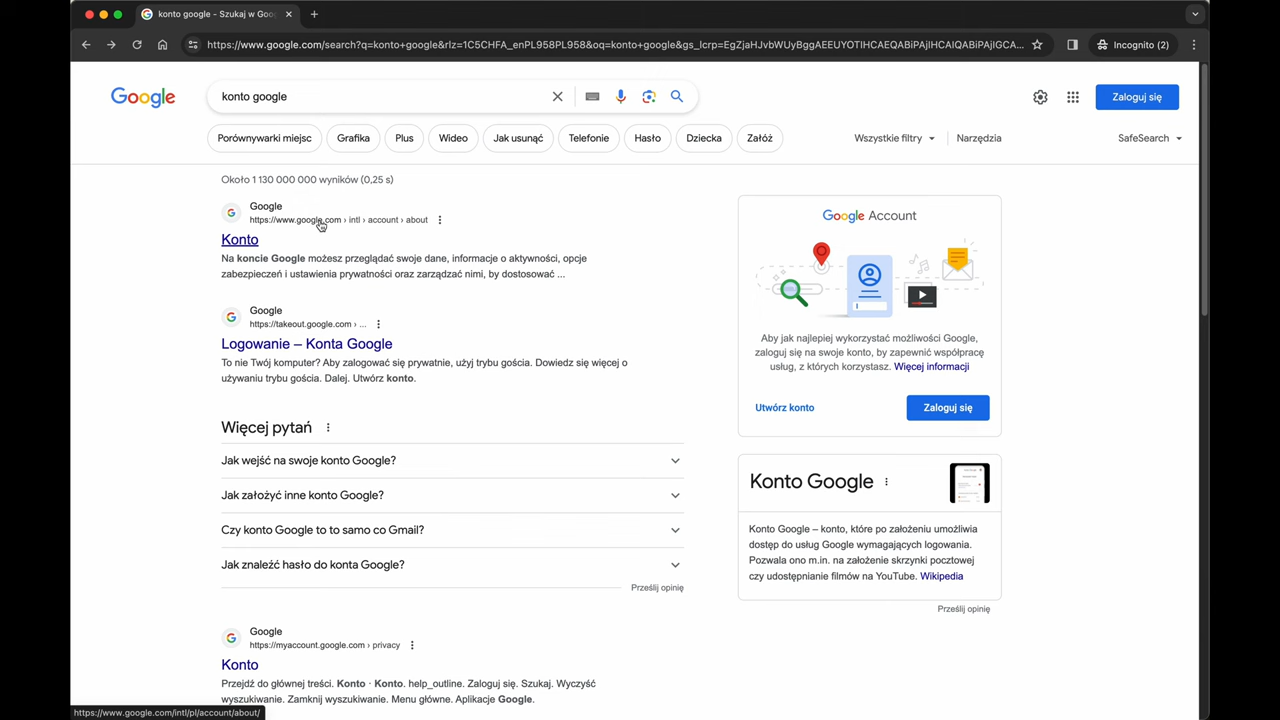 konto google – Szukaj w Goo
https://www.google.com/search?q=konto+google&rlz=1C5CHFA_enPL958PL958&oq=konto+google&gs_lcrp=EgZjaHJvbWUyBggAEEUYOTIHCAEQABiPAjIHCAIQABiPAjIGCA...
Incognito (2)
Google
konto google
Zaloguj się
Porównywarki miejsc
Grafika
Plus
Wideo
Jak usunąć
Telefonie
Hasło
Dziecka
Załóż
Wszystkie filtry
Narzędzia
SafeSearch
Około 1 130 000 000 wyników (0,25 s)
Google
https://www.google.com › intl › account › about
Konto
Na koncie Google możesz przeglądać swoje dane, informacje o aktywności, opcje
zabezpieczeń i ustawienia prywatności oraz zarządzać nimi, by dostosować ...
Google
https://takeout.google.com › ...
Logowanie – Konta Google
To nie Twój komputer? Aby zalogować się prywatnie, użyj trybu gościa. Dowiedz się więcej o
używaniu trybu gościa. Dalej. Utwórz konto.
Więcej pytań
Jak wejść na swoje konto Google?
Jak założyć inne konto Google?
Czy konto Google to to samo co Gmail?
Jak znaleźć hasło do konta Google?
Prześlij opinię
Google
https://myaccount.google.com › privacy
Konto
Przejdź do głównej treści. Konto · Konto. help_outline. Zaloguj się. Szukaj. Wyczyść
wyszukiwanie. Zamknij wyszukiwanie. Menu główne. Aplikacje Google.
Google Account
Aby jak najlepiej wykorzystać możliwości Google,
zaloguj się na swoje konto, by zapewnić współpracę
usług, z których korzystasz. Więcej informacji
Utwórz konto
Zaloguj się
Konto Google
Konto Google – konto, które po założeniu umożliwia
dostęp do usług Google wymagających logowania.
Pozwala ono m.in. na założenie skrzynki pocztowej
czy udostępnianie filmów na YouTube. Wikipedia
Prześlij opinię
https://www.google.com/intl/pl/account/about/